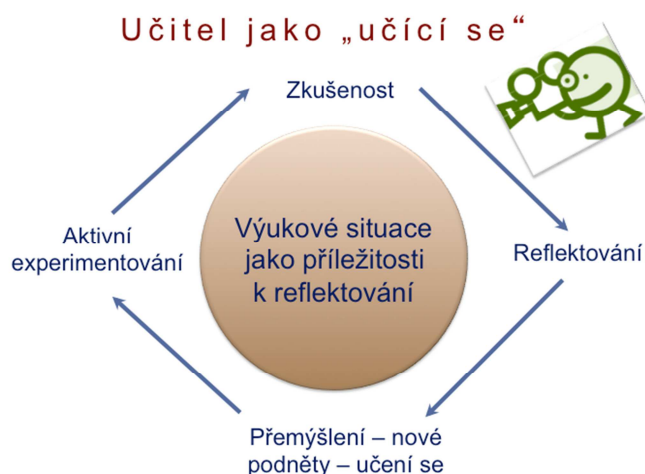 Učitel jako „učící se“
Zkušenost
Výukové situace
jako příležitosti
k reflektování
Aktivní
experimentování
Reflektování
Přemýšlení – nové
podněty – učení se